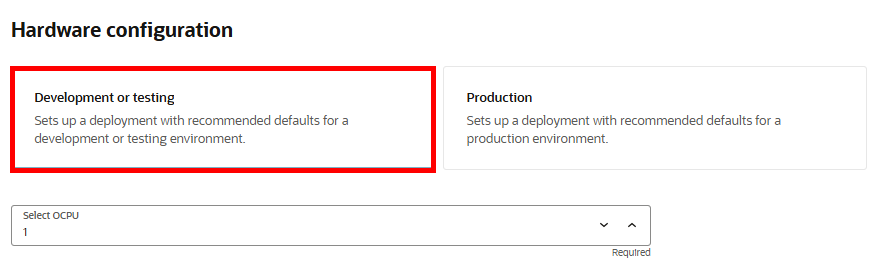 Hardware configuration
Development or testing
Sets up a deployment with recommended defaults for a
development or testing environment.
Production
Sets up a deployment with recommended defaults for a
production environment.
Select OCPU
1
Required